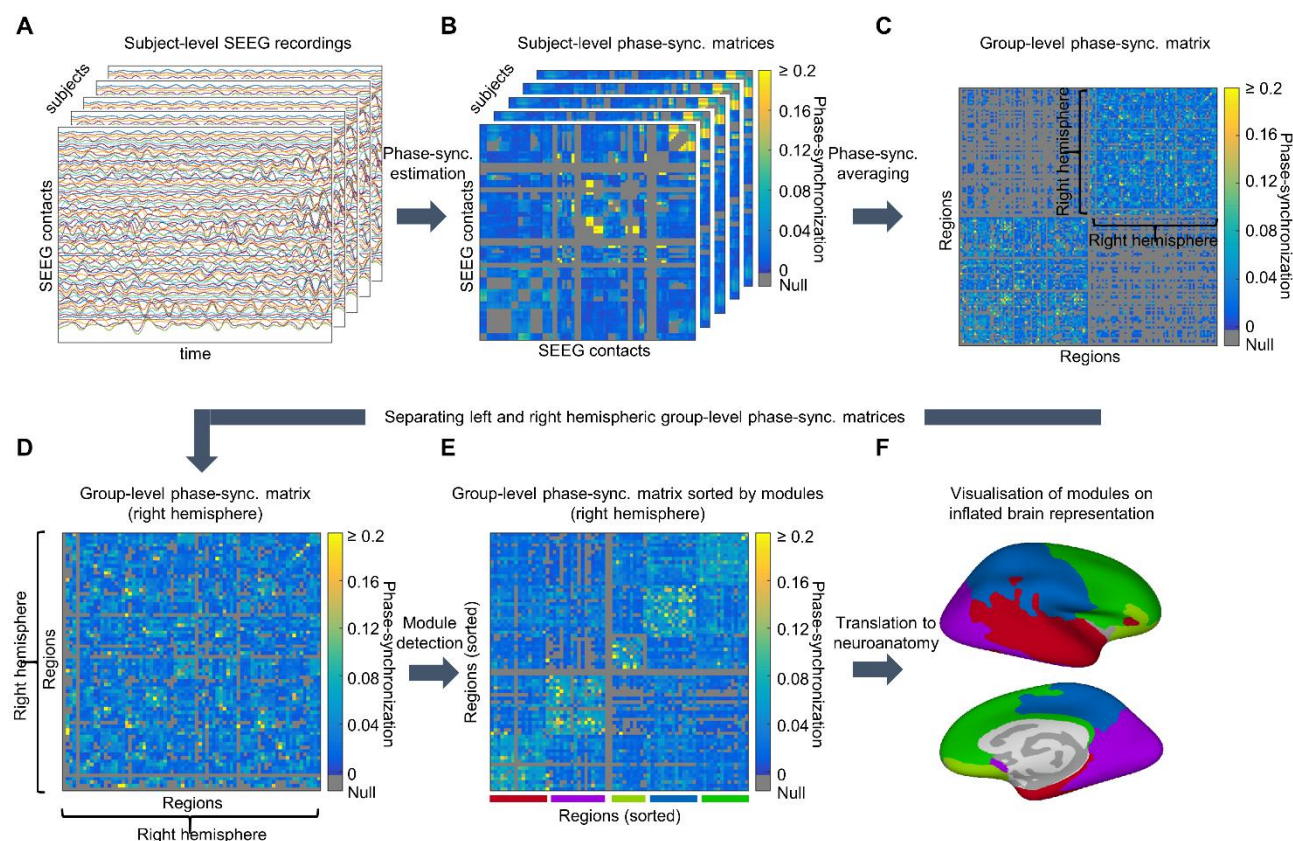 A
Subject-level SEEG recordings
subjects
SEEG contacts
time
Phase-sync.
estimation
B
Subject-level phase-sync. matrices
subjects
SEEG contacts
SEEG contacts
≥ 0.2
0.16
0.12
0.08
0.04
0
Null
Phase-synchronization
Phase-sync.
averaging
C
Group-level phase-sync. matrix
Right hemisphere
Right hemisphere
Regions
Regions
≥ 0.2
0.16
0.12
0.08
0.04
0
Null
Phase-synchronization
Separating left and right hemispheric group-level phase-sync. matrices
D
Group-level phase-sync. matrix
(right hemisphere)
Right hemisphere
Regions
Regions
Right hemisphere
≥ 0.2
0.16
0.12
0.08
0.04
0
Null
Phase-synchronization
Module
detection
E
Group-level phase-sync. matrix sorted by modules
(right hemisphere)
Regions (sorted)
Regions (sorted)
≥ 0.2
0.16
0.12
0.08
0.04
0
Null
Phase-synchronization
Translation to
neuroanatomy
F
Visualisation of modules on
inflated brain representation